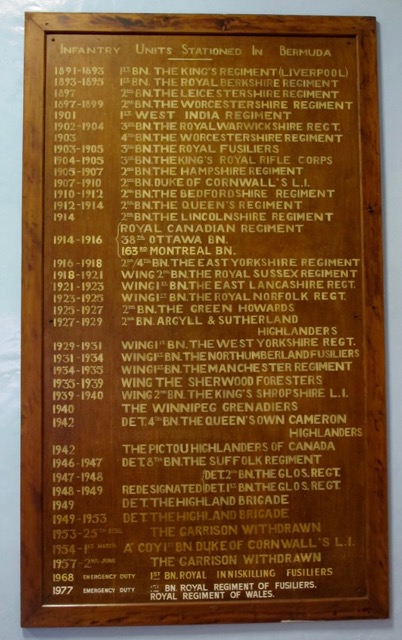 INFANTRY UNITS STATIONED IN BERMUDA
1891-1893 1ST BN. THE KING'S REGIMENT (LIVERPOOL)
1893-1895 1ST BN. THE ROYAL BERKSHIRE REGIMENT
1897 2ND BN. THE LEICESTERSHIRE REGIMENT
1897-1899 2ND BN. THE WORCESTERSHIRE REGIMENT
1901 1ST WEST INDIA REGIMENT
1902-1904 3RD BN. THE ROYAL WARWICKSHIRE REGT.
1903 4TH BN. THE WORCESTERSHIRE REGIMENT
1903-1905 3RD BN. THE ROYAL FUSILIERS
1904-1905 3RD BN. THE KING'S ROYAL RIFLE CORPS
1905-1907 2ND BN. THE HAMPSHIRE REGIMENT
1907-1910 2ND BN. DUKE OF CORNWALL'S L.I.
1910-1912 2ND BN. THE BEDFORDSHIRE REGIMENT
1912-1914 2ND BN. THE QUEEN'S REGIMENT
1914 2ND BN. THE LINCOLNSHIRE REGIMENT
ROYAL CANADIAN REGIMENT
1914-1916 38TH OTTAWA BN.
163RD MONTREAL BN.
1916-1918 2ND/4TH BN. THE EAST YORKSHIRE REGIMENT
1918-1921 WING 2ND BN. THE ROYAL SUSSEX REGIMENT
1921-1923 WING 1ST BN. THE EAST LANCASHIRE REGT.
1923-1925 WING 1ST BN. THE ROYAL NORFOLK REGT.
1925-1927 2ND BN. THE GREEN HOWARDS
1927-1929 2ND BN. ARGYLL & SUTHERLAND
HIGHLANDERS
1929-1931 WING 1ST BN. THE WEST YORKSHIRE REGT.
1931-1934 WING 1ST BN. THE NORTHUMBERLAND FUSILIERS
1934-1935 WING 1ST BN. THE MANCHESTER REGIMENT
1935-1939 WING THE SHERWOOD FORESTERS
1939-1940 WING 2ND BN. THE KING'S SHROPSHIRE L.I.
1940 THE WINNIPEG GRENADIERS
1942 DET. 4TH BN. THE QUEEN'S OWN CAMERON
HIGHLANDERS
1942 THE PICTOU HIGHLANDERS OF CANADA
1946-1947 DET. 8TH BN. THE SUFFOLK REGIMENT
1947-1948 DET. 2ND BN. THE GLOS. REGT.
1948-1949 REDESIGNATED DET. 1ST BN. THE GLOS. REGT.
1949 DET. THE HIGHLAND BRIGADE
1949-1953 DET. THE HIGHLAND BRIGADE
1953-25TH THE GARRISON WITHDRAWN
1954-1ST MARCH 'A' COY 1ST BN DUKE OF CORNWALL'S L.I.
1957-2ND JUNE THE GARRISON WITHDRAWN
1968 EMERGENCY DUTY 1ST BN. ROYAL INNISKILLING FUSILIERS
1977 EMERGENCY DUTY BN. ROYAL REGIMENT OF FUSILIERS.
ROYAL REGIMENT OF WALES.